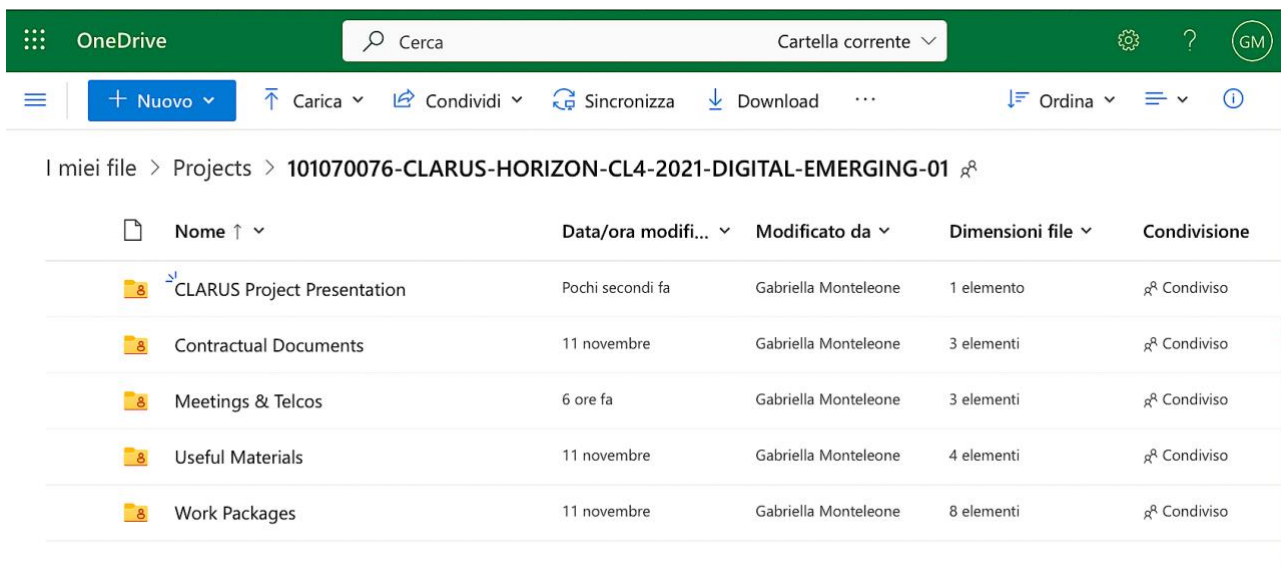 OneDrive Cerca Cartella corrente ? GM
Nuovo Carica Condividi Sincronizza Download ... Ordina
I miei file > Projects > 101070076-CLARUS-HORIZON-CL4-2021-DIGITAL-EMERGING-01
Nome ↑ Data/ora modifi... Modificato da Dimensioni file Condivisione
CLARUS Project Presentation Pochi secondi fa Gabriella Monteleone 1 elemento Condiviso
Contractual Documents 11 novembre Gabriella Monteleone 3 elementi Condiviso
Meetings & Telcos 6 ore fa Gabriella Monteleone 3 elementi Condiviso
Useful Materials 11 novembre Gabriella Monteleone 4 elementi Condiviso
Work Packages 11 novembre Gabriella Monteleone 8 elementi Condiviso